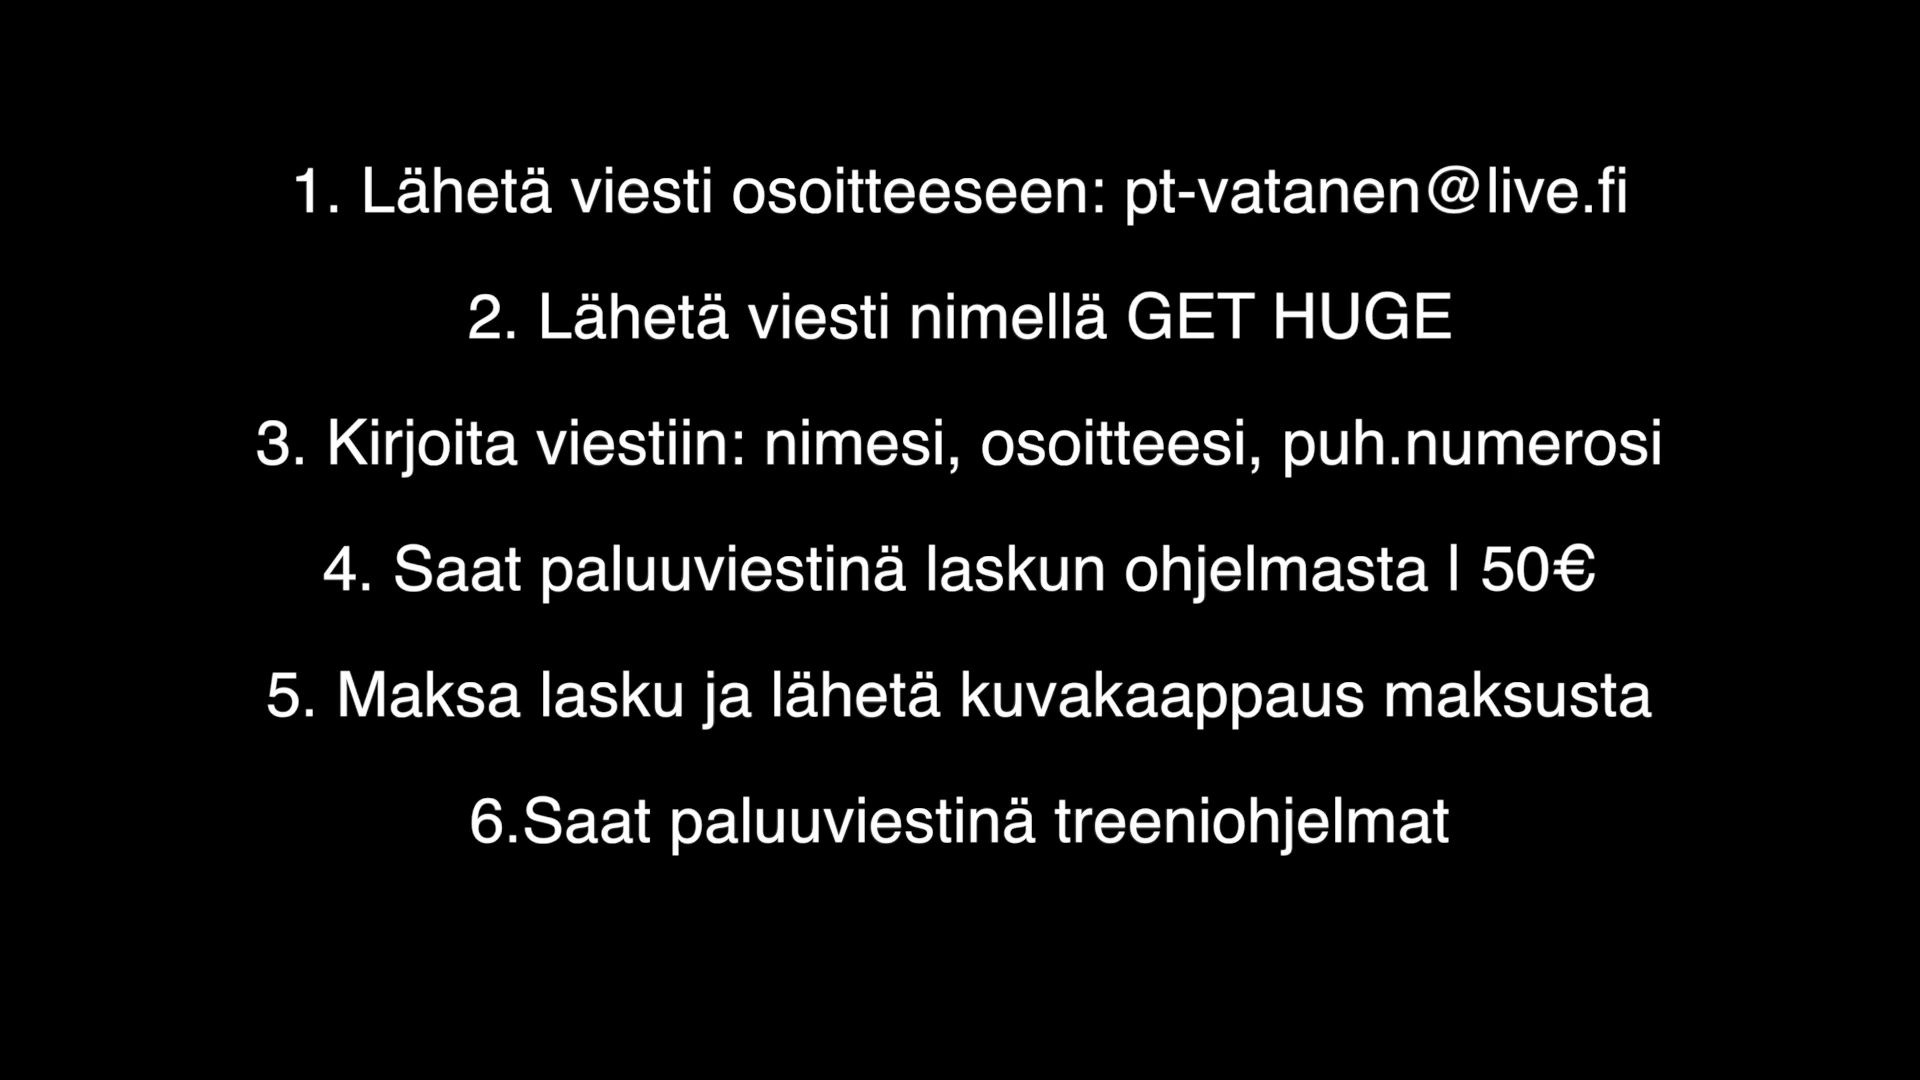 1. Lähetä viesti osoitteeseen: pt-vatanen@live.fi
2. Lähetä viesti nimellä GET HUGE
3. Kirjoita viestiin: nimesi, osoitteesi, puh.numerosi
4. Saat paluuviestinä laskun ohjelmasta | 50€
5. Maksa lasku ja lähetä kuvakaappaus maksusta
6.Saat paluuviestinä treeniohjelmat